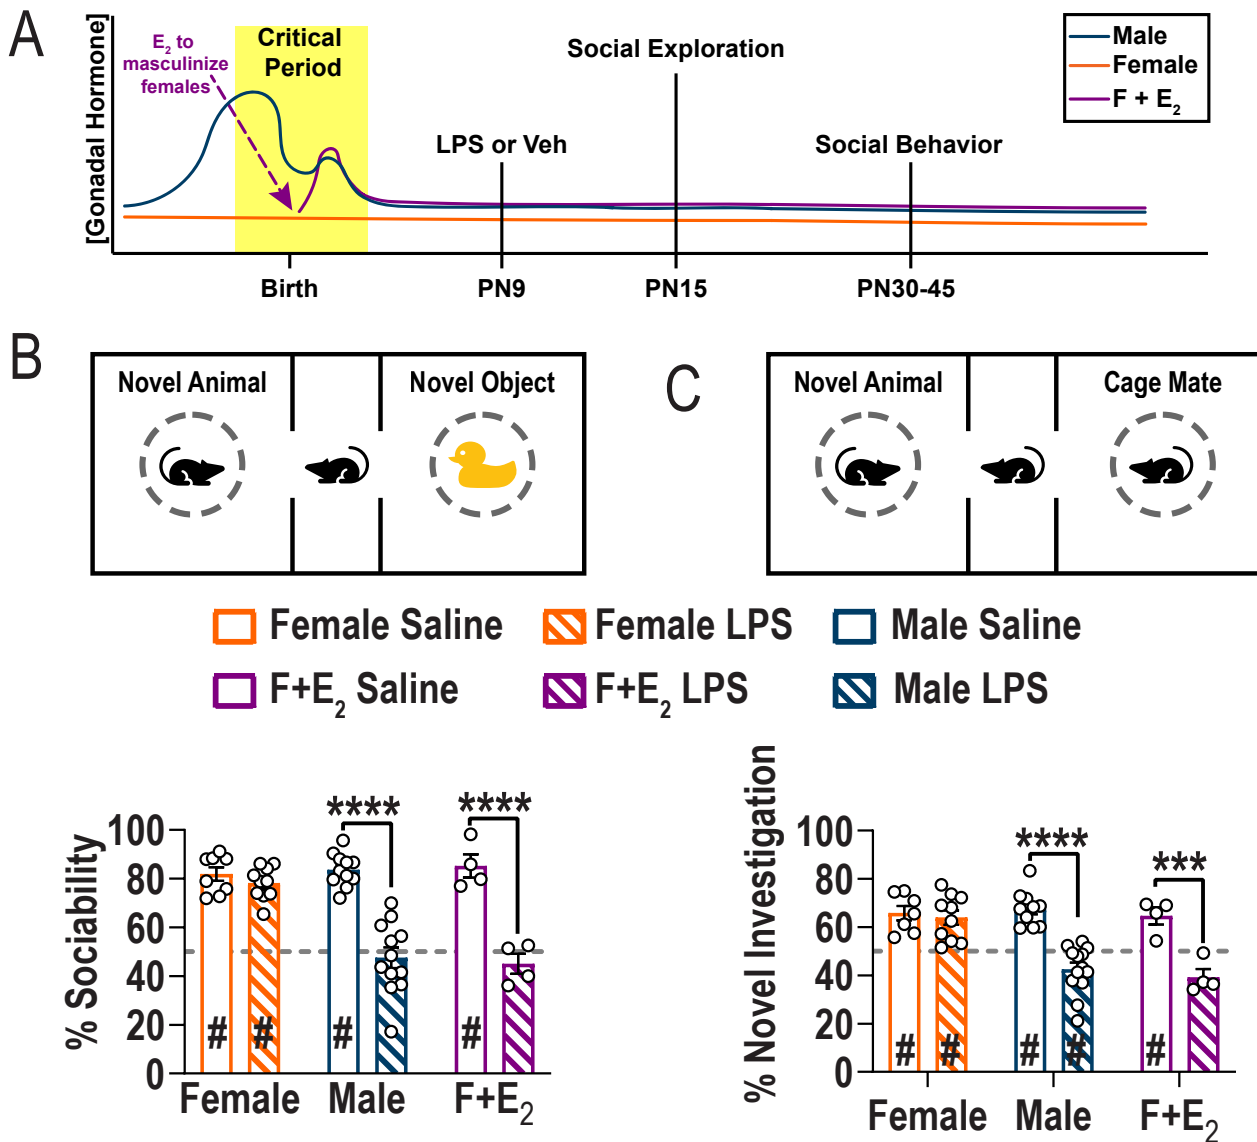 A
[Gonadal Hormone]
E2 to
masculinize
females
Critical
Period
LPS or Veh
Social Exploration
Social Behavior
Male
Female
F + E2
Birth
PN9
PN15
PN30-45
B
Novel Animal
Novel Object
C
Novel Animal
Cage Mate
Female Saline
Female LPS
Male Saline
F+E2 Saline
F+E2 LPS
Male LPS
% Sociability
100
80
60
40
20
0
****
****
# # # #
Female
Male
F+E2
% Novel Investigation
100
80
60
40
20
0
****
***
# # # # #
Female
Male
F+E2